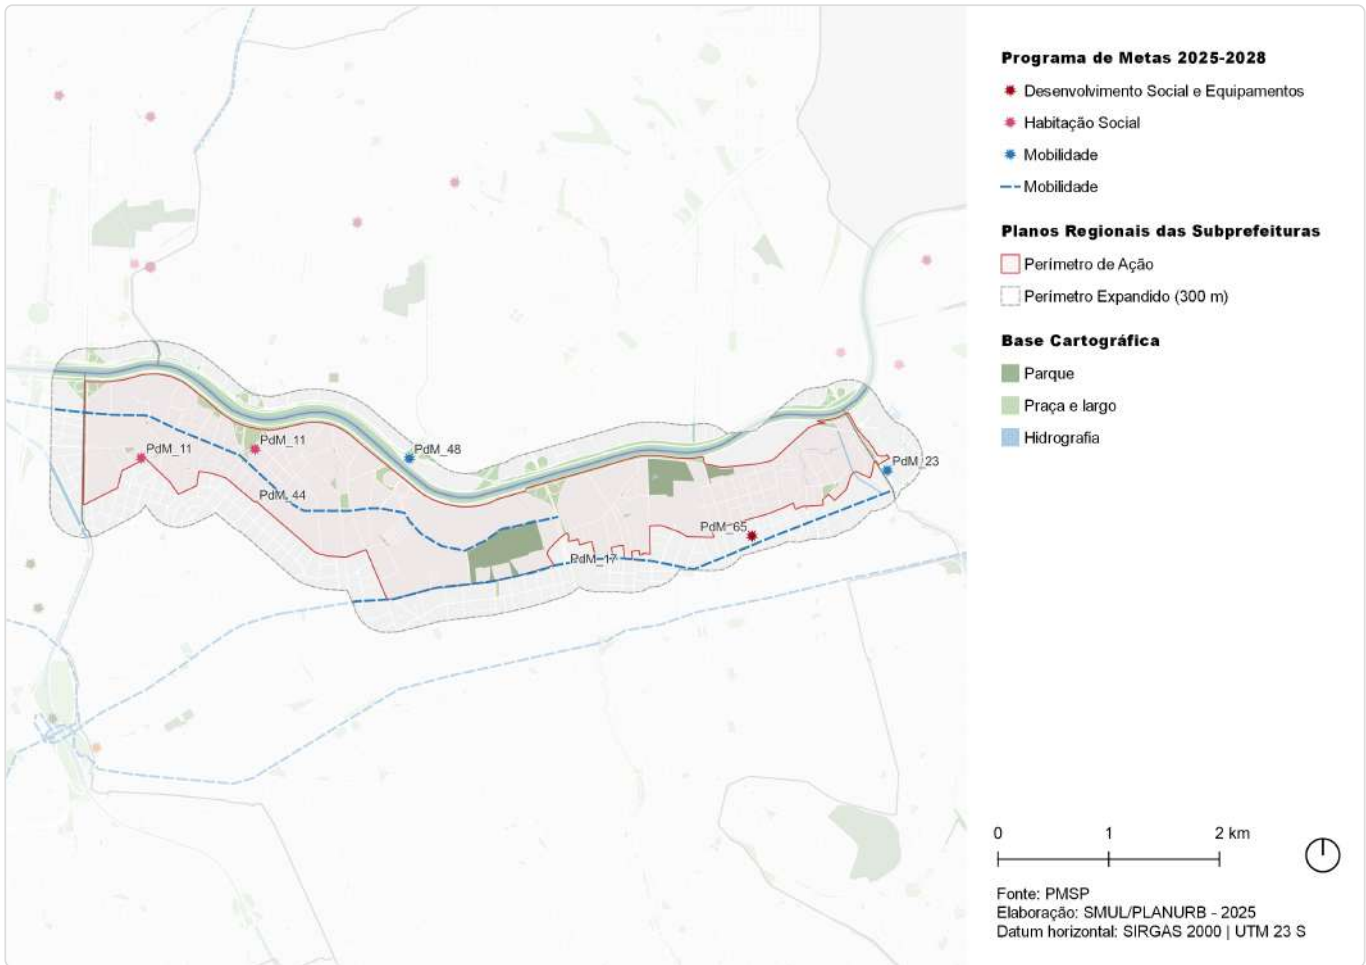 Programa de Metas 2025-2028
Desenvolvimento Social e Equipamentos
Habitação Social
Mobilidade
Mobilidade
Planos Regionais das Subprefeituras
Perímetro de Ação
Perímetro Expandido (300 m)
Base Cartográfica
Parque
Praça e largo
Hidrografia
PdM_11
PdM_11
PdM_48
PdM_23
PdM_44
PdM_65
PdM_17
0 1 2 km
Fonte: PMSP
Elaboração: SMUL/PLANURB - 2025
Datum horizontal: SIRGAS 2000 | UTM 23 S